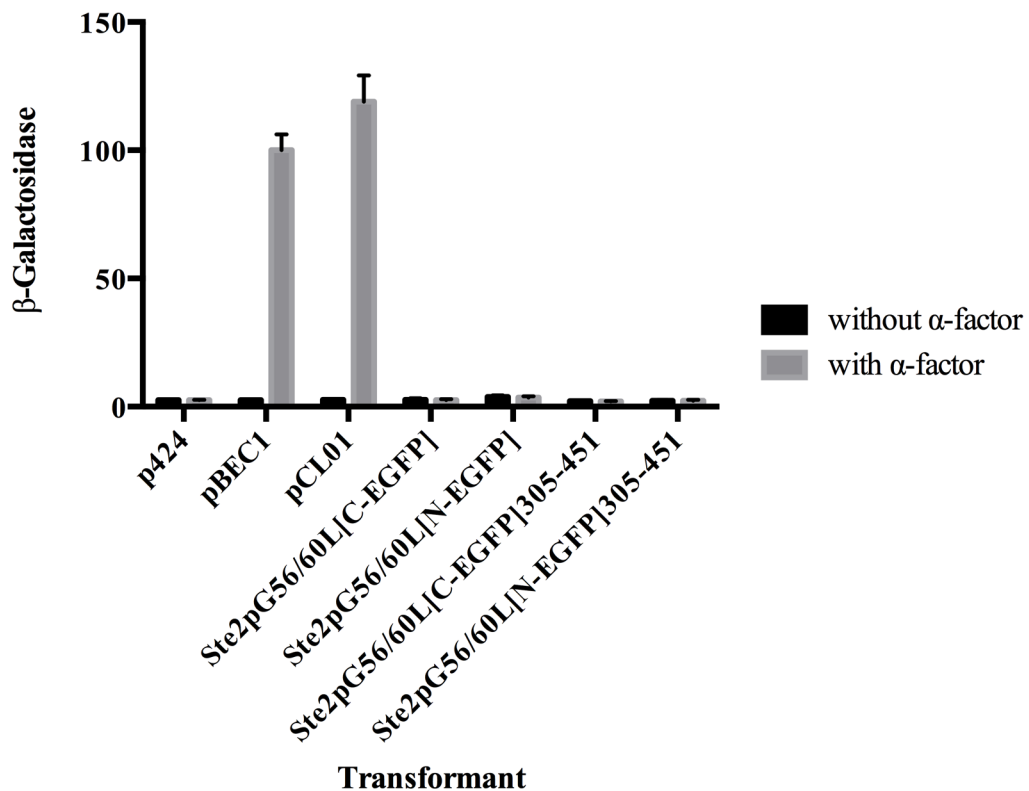 150
100
50
0
β-Galactosidase
without α-factor
with α-factor
p424
pBEC1
pCL01
Ste2pG56/60L[C-EGFP]
Ste2pG56/60L[N-EGFP]
Ste2pG56/60L[C-EGFP]305-451
Ste2pG56/60L[N-EGFP]305-451
Transformant